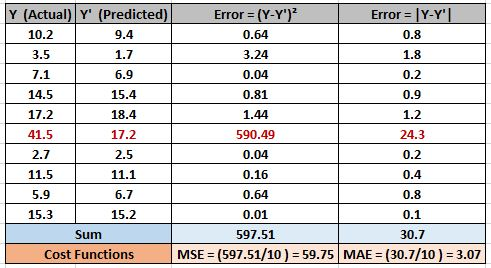 Y (Actual) Y' (Predicted) Error = (Y-Y')² Error = |Y-Y'|
10.2 9.4 0.64 0.8
3.5 1.7 3.24 1.8
7.1 6.9 0.04 0.2
14.5 15.4 0.81 0.9
17.2 18.4 1.44 1.2
41.5 17.2 590.49 24.3
2.7 2.5 0.04 0.2
11.5 11.1 0.16 0.4
5.9 6.7 0.64 0.8
15.3 15.2 0.01 0.1
Sum 597.51 30.7
Cost Functions MSE = (597.51/10 ) = 59.75 MAE = (30.7/10 ) = 3.07